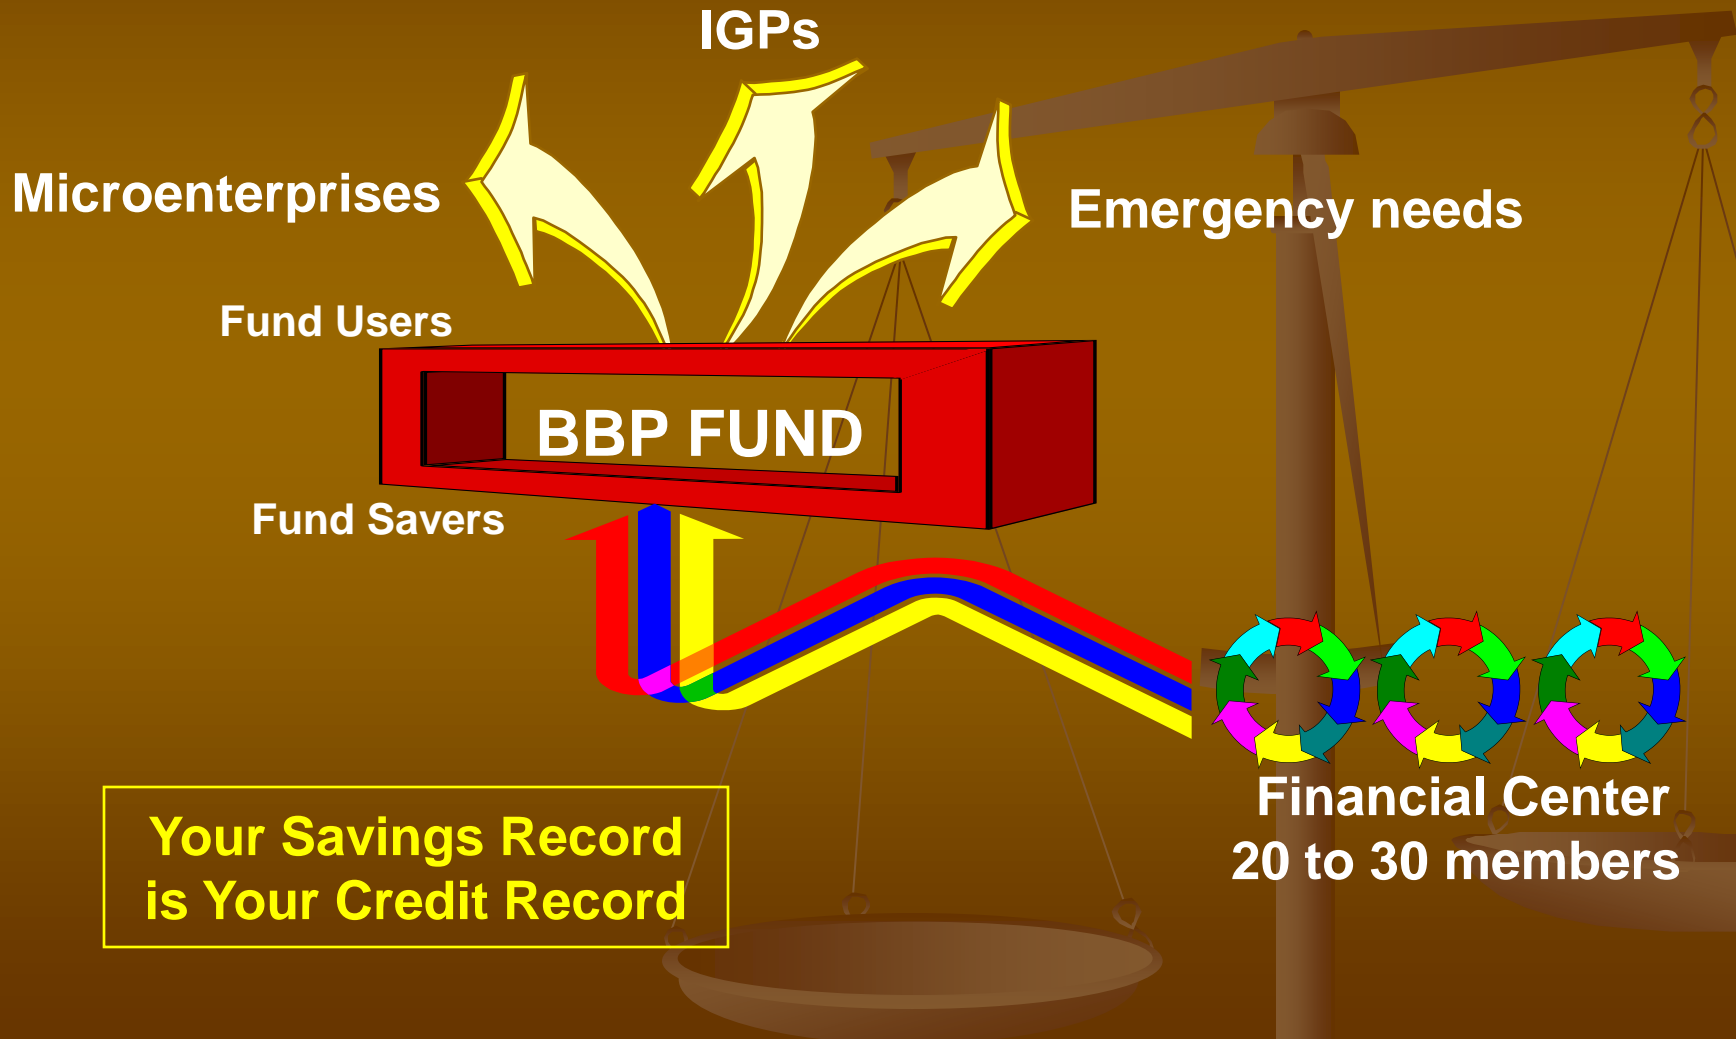 IGPs
Microenterprises
Emergency needs
Fund Users
BBP FUND
Fund Savers
Financial Center
20 to 30 members
Your Savings Record
is Your Credit Record